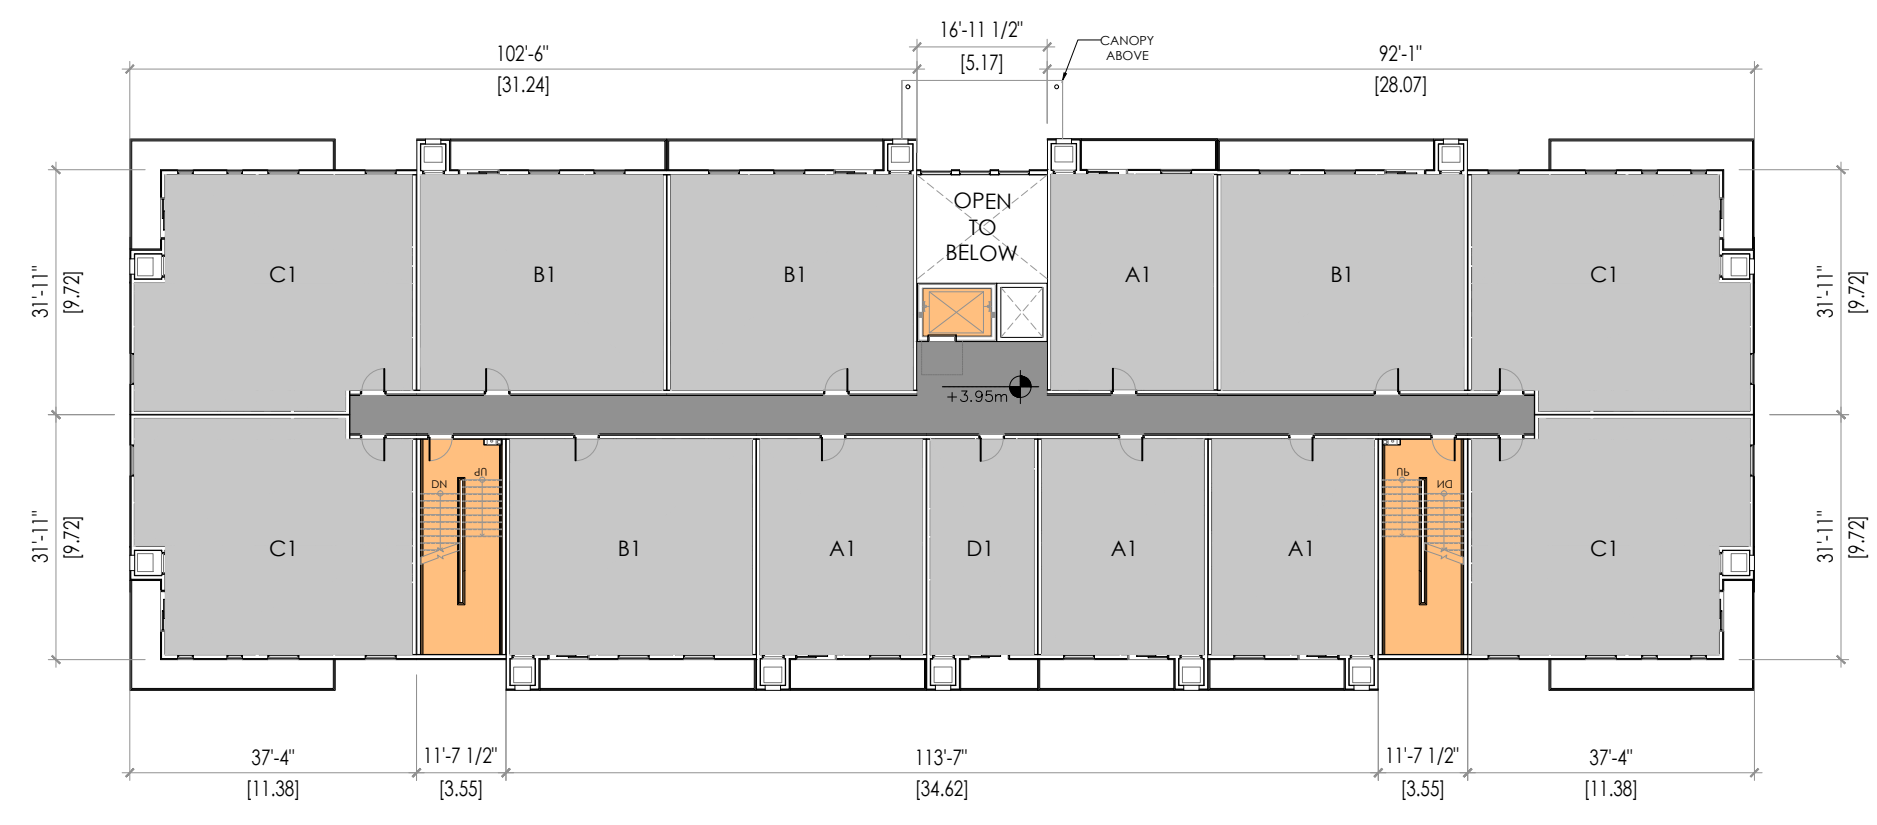 16'-11 1/2"
[5.17]
CANOPY
ABOVE
102'-6"
[31.24]
92'-1"
[28.07]
OPEN
TO
BELOW
C1
B1
B1
A1
B1
C1
31'-11"
[9.72]
31'-11"
[9.72]
+3.95m
UP
DN
UP
DN
C1
B1
A1
D1
A1
A1
C1
31'-11"
[9.72]
31'-11"
[9.72]
37'-4"
[11.38]
11'-7 1/2"
[3.55]
113'-7"
[34.62]
11'-7 1/2"
[3.55]
37'-4"
[11.38]